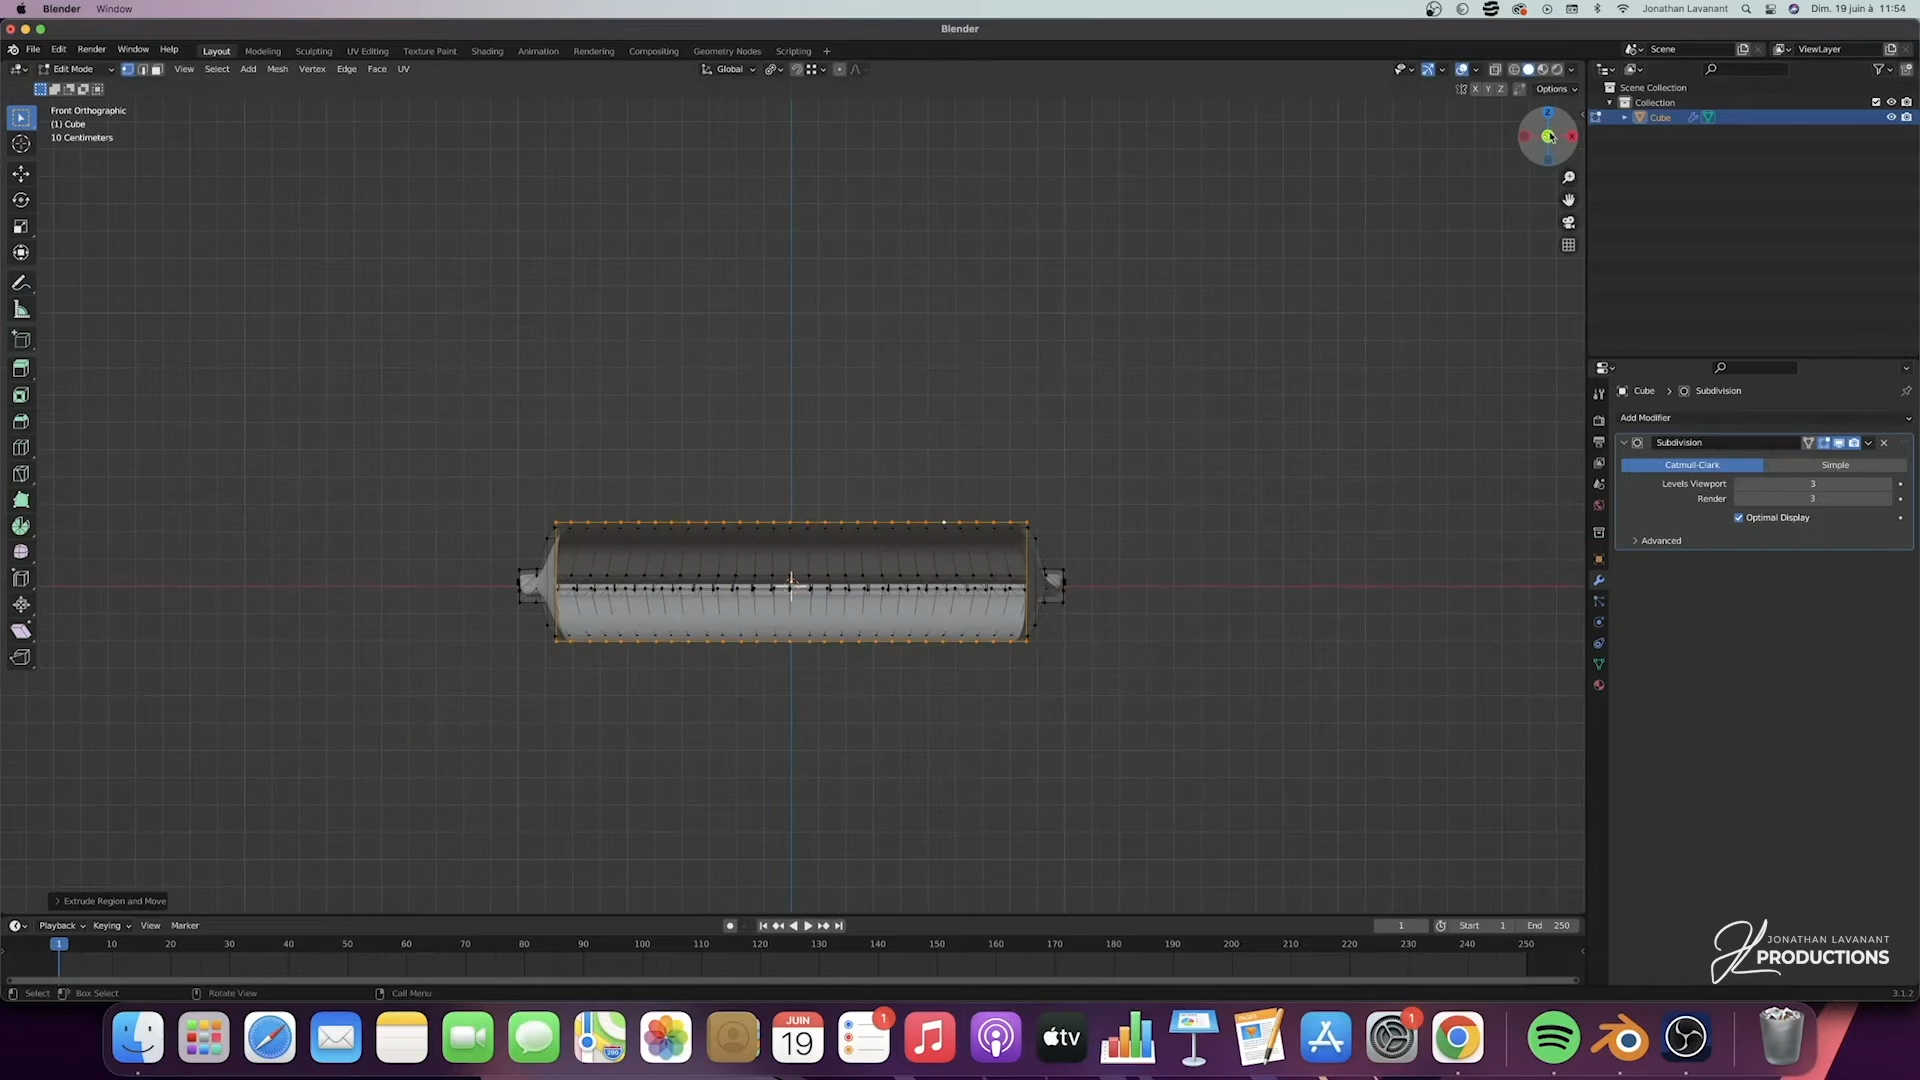 Blender Window Jonathan Lavanant Dim. 19 juin à 11:54
Blender
File Edit Render Window Help Layout Modeling Sculpting UV Editing Texture Paint Shading Animation Rendering Compositing Geometry Nodes Scripting + Scene ViewLayer
Edit Mode View Select Add Mesh Vertex Edge Face UV Global
X Y Z Options
Scene Collection
Collection
Cube
Front Orthographic
(1) Cube
10 Centimeters
Z
X
Cube > Subdivision
Add Modifier
Subdivision
Catmull-Clark Simple
Levels Viewport 3
Render 3
Optimal Display
> Advanced
> Extrude Region and Move
Playback Keying View Marker 1 Start 1 End 250
1 10 20 30 40 50 60 70 80 90 100 110 120 130 140 150 160 170 180 190 200 210 220 230 240 250
Select Box Select Rotate View Call Menu 3.1.2
JONATHAN LAVANANT
PRODUCTIONS
JUIN
19
280
1
tv
PAGES
1